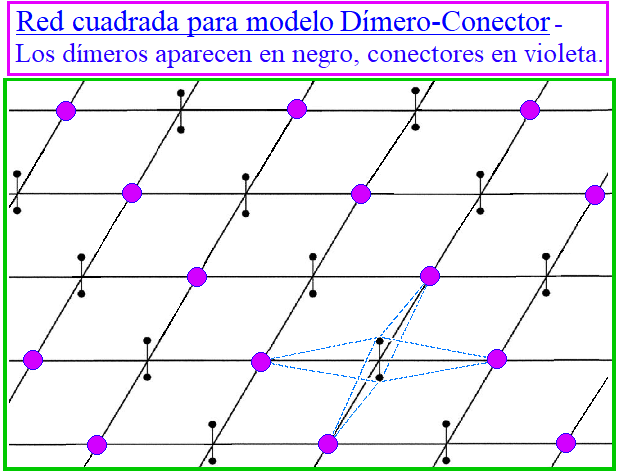 Red cuadrada para modelo Dímero-Conector -
Los dímeros aparecen en negro, conectores en violeta.